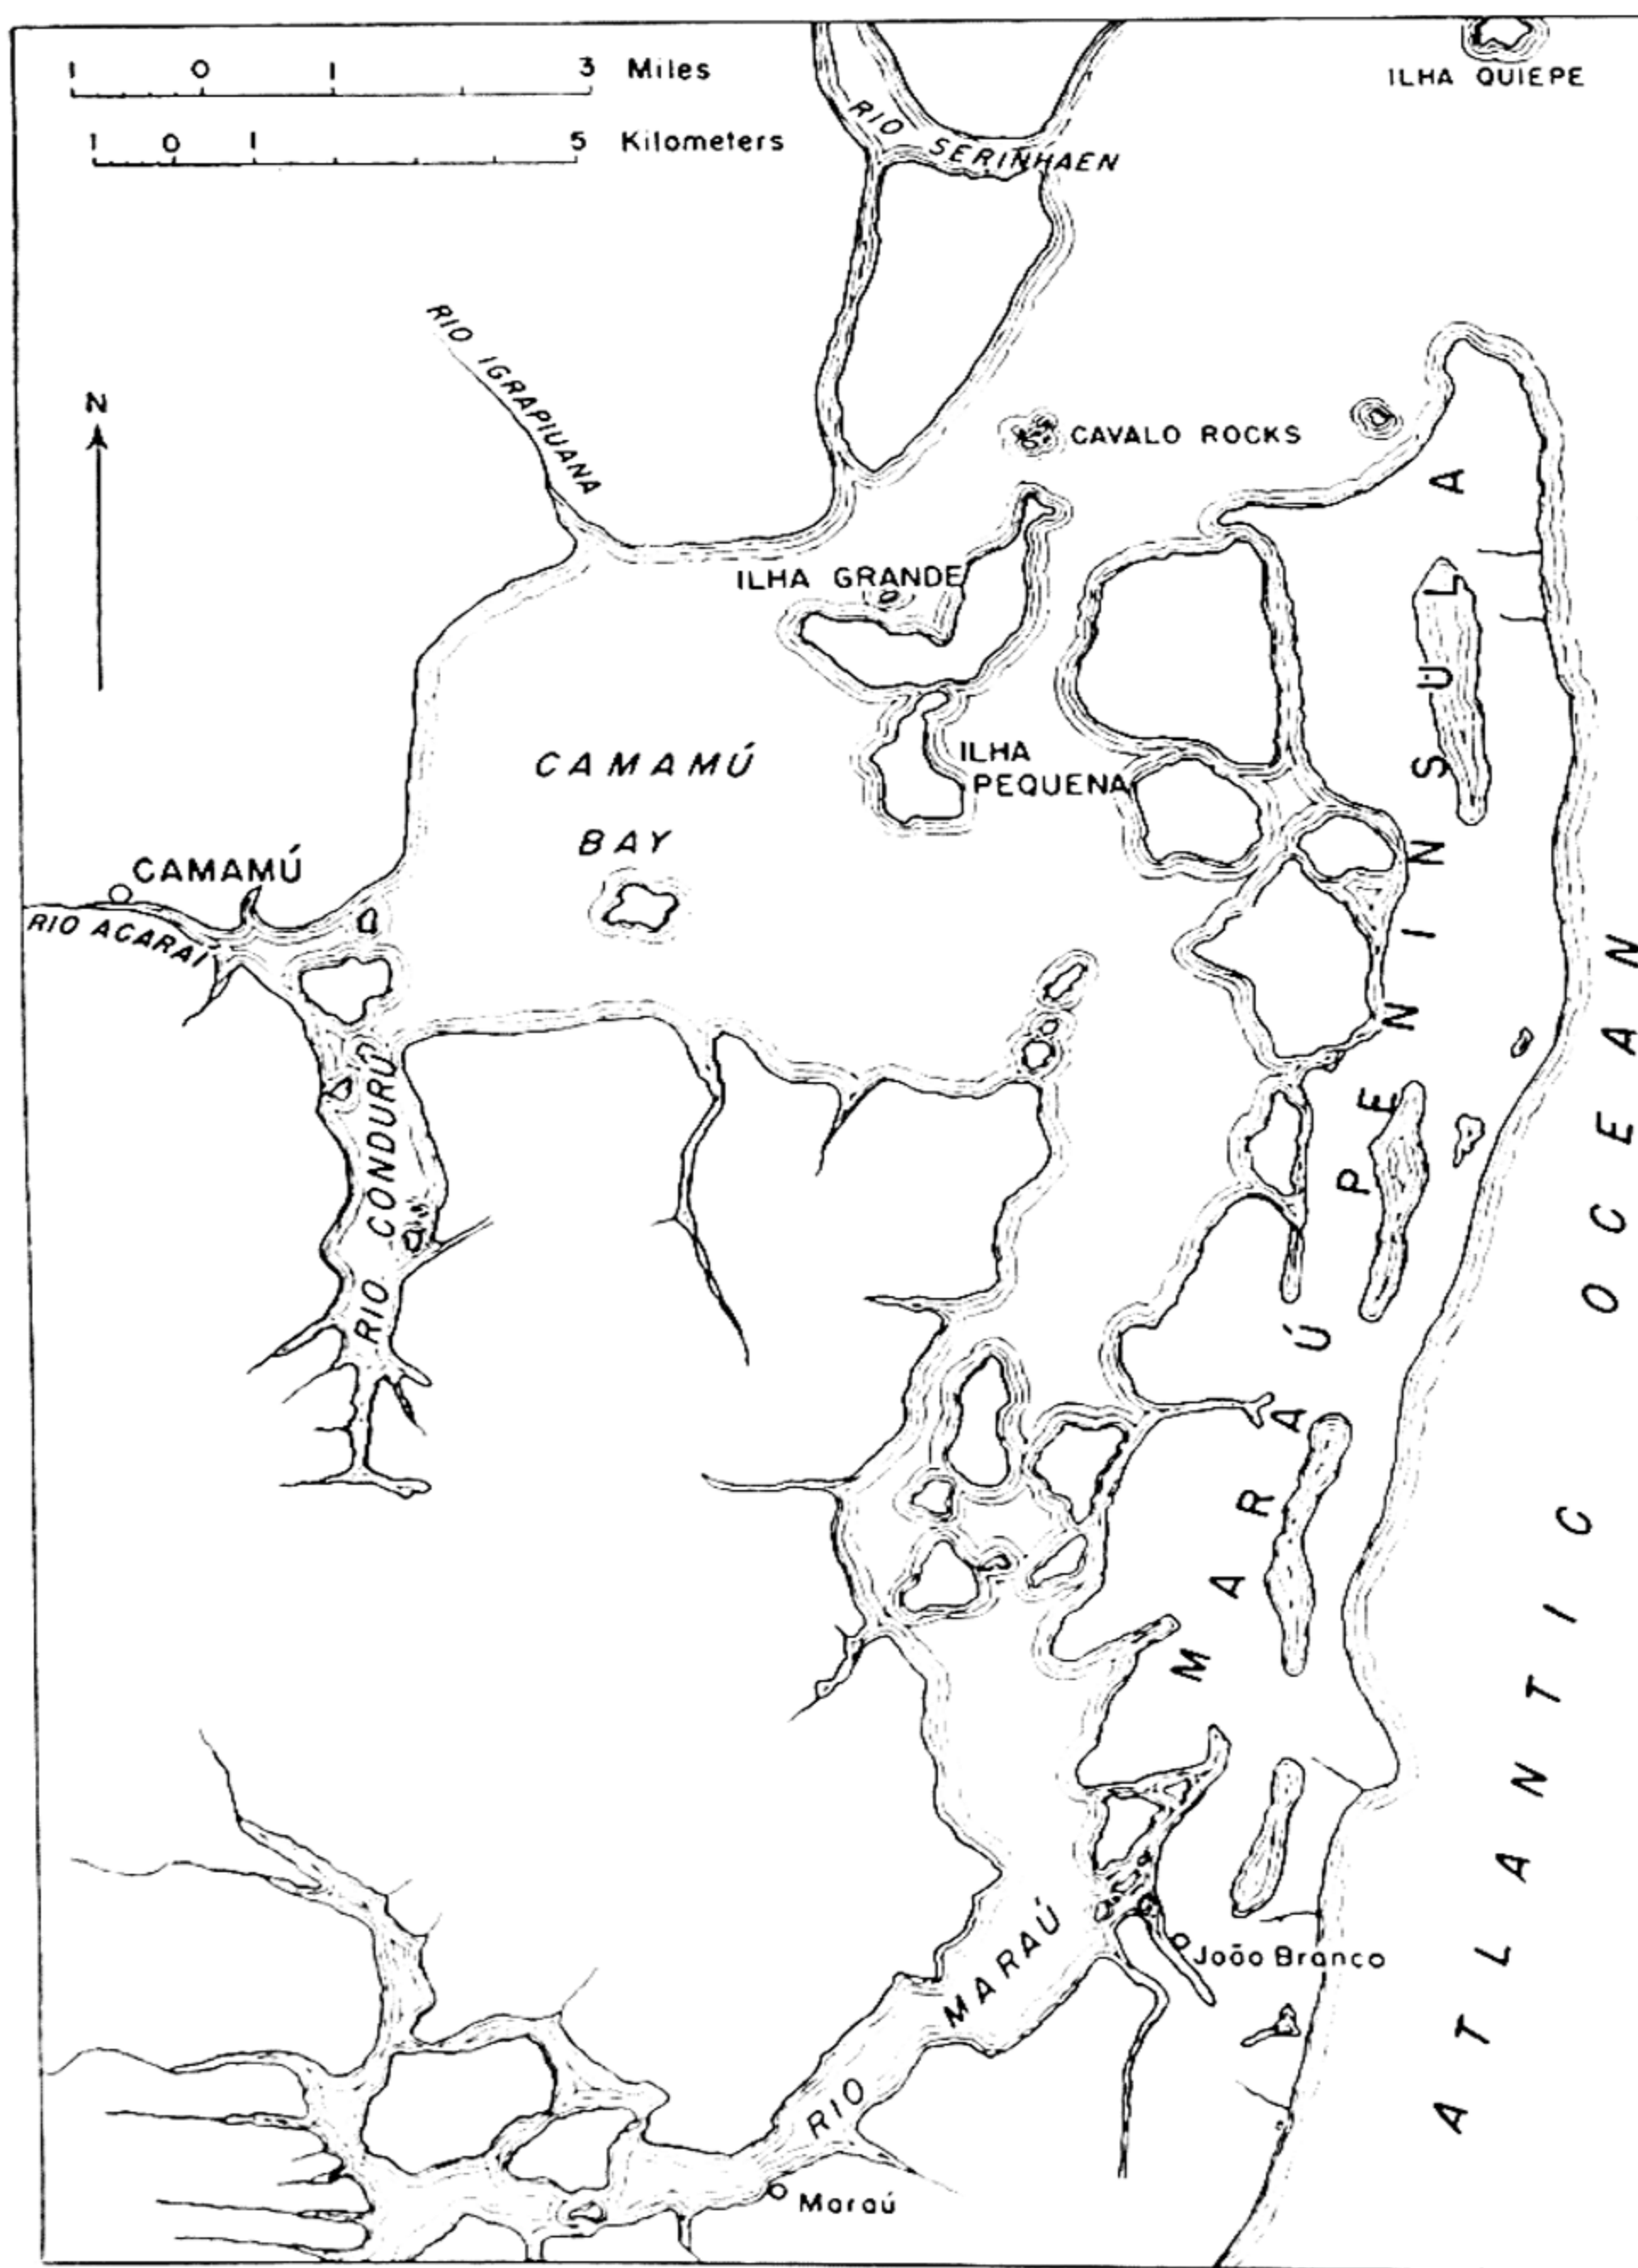 1 0 1 3 Miles
1 0 1 5 Kilometers
ILHA QUIEPE
RIO SERINHAEN
RIO IGRAPIUANA
N
CAVALO ROCKS
ILHA GRANDE
CAMAMÚ
BAY
ILHA
PEQUENA
CAMAMÚ
RIO ACARAÍ
RIO CONDURÚ
MARAÚ PENINSULA
ATLANTIC OCEAN
João Branco
RIO MARAÚ
Maraú